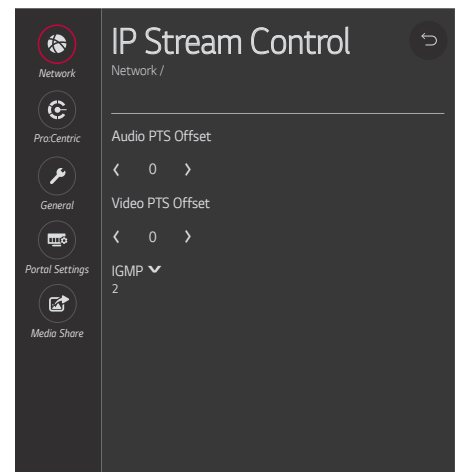 IP Stream Control
Network /
Network
Pro:Centric
General
Portal Settings
Media Share
Audio PTS Offset
0
Video PTS Offset
0
IGMP
2